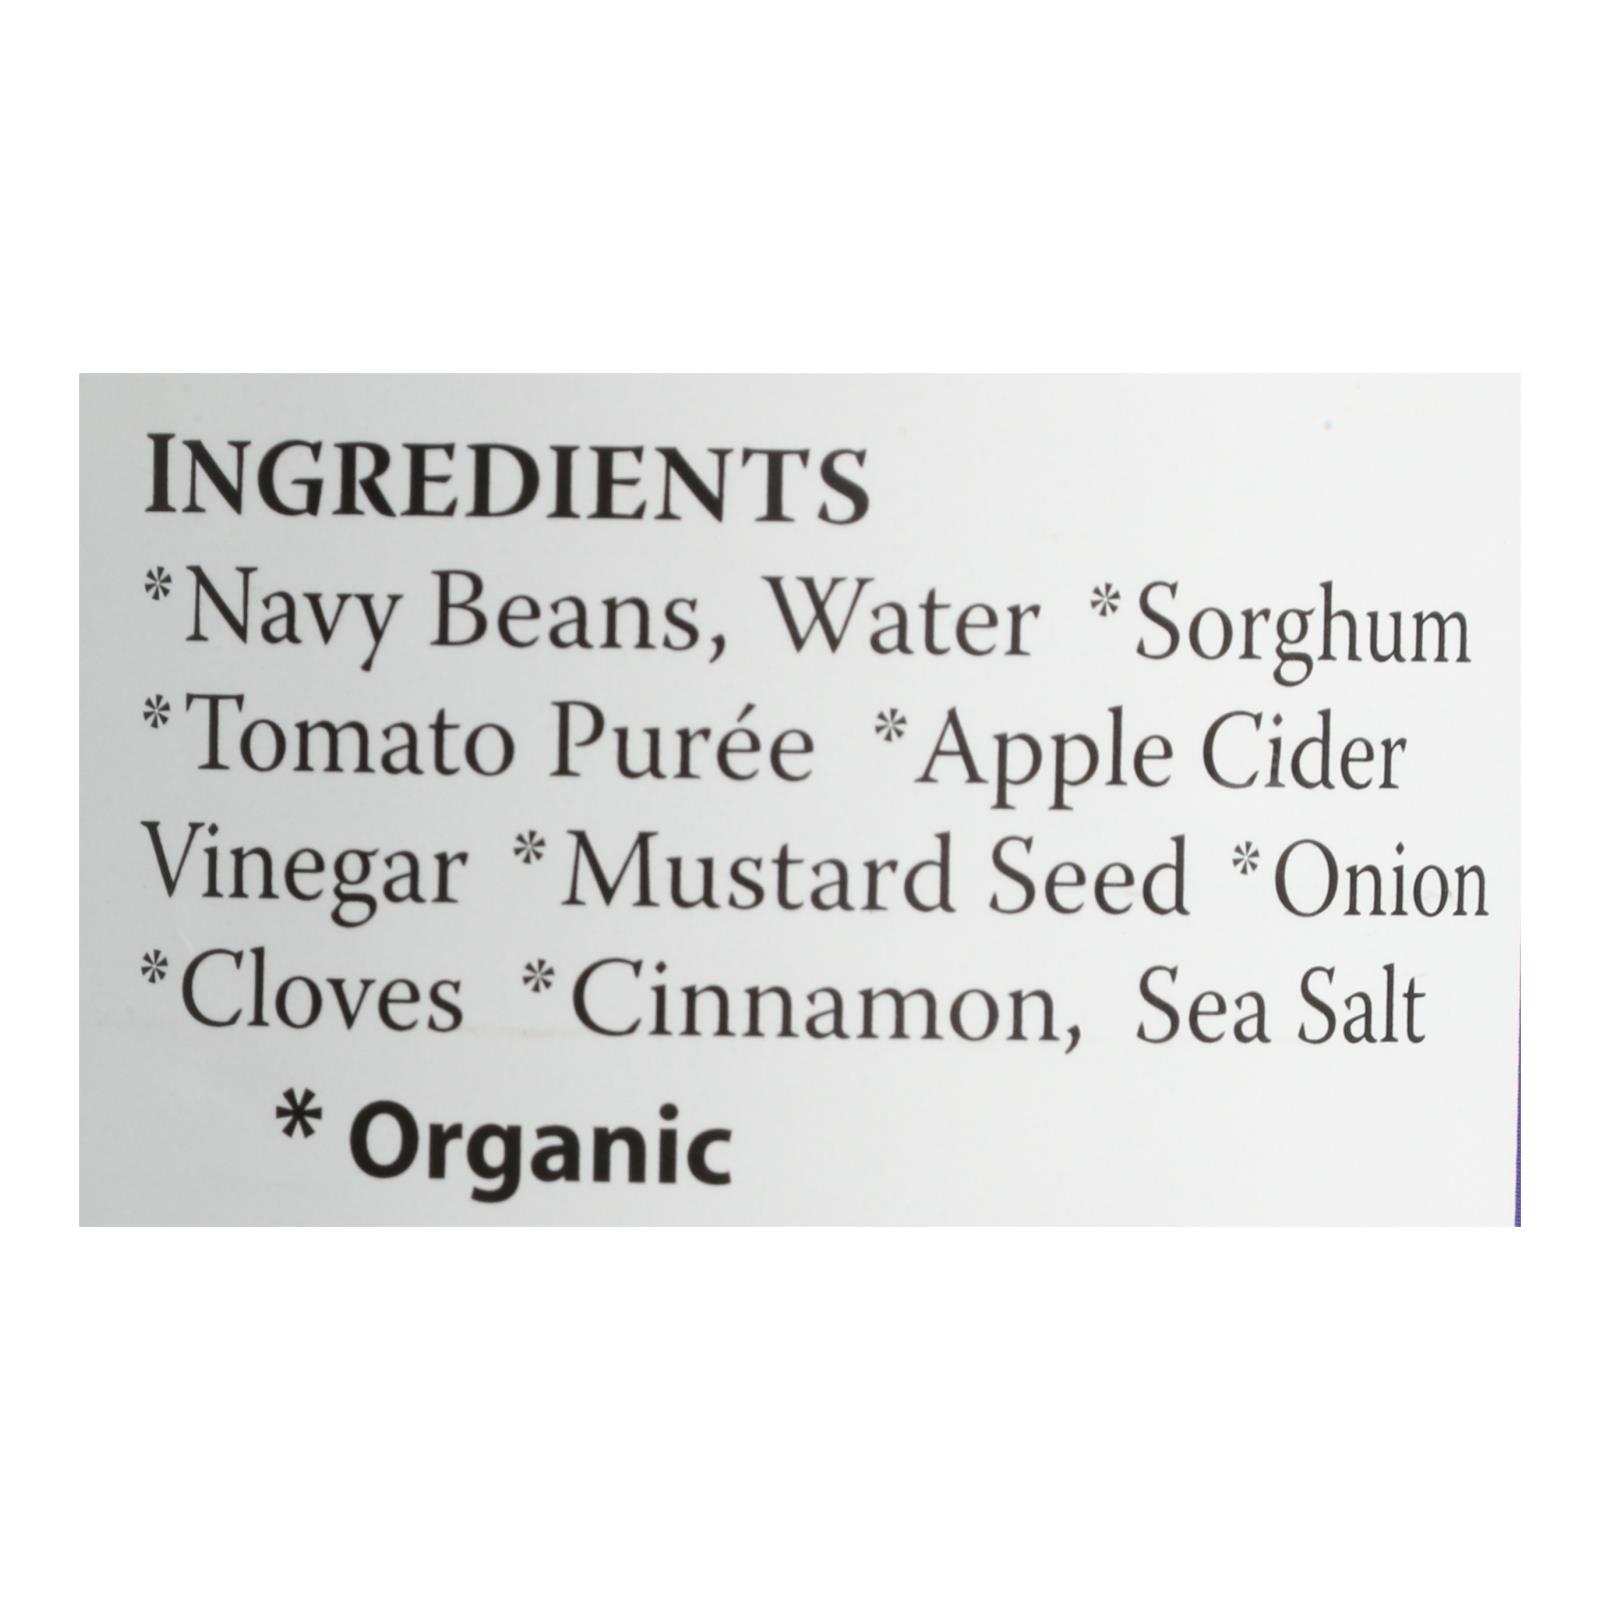 INGREDIENTS
*Navy Beans, Water *Sorghum
*Tomato Purée *Apple Cider
Vinegar *Mustard Seed *Onion
*Cloves *Cinnamon, Sea Salt
* Organic